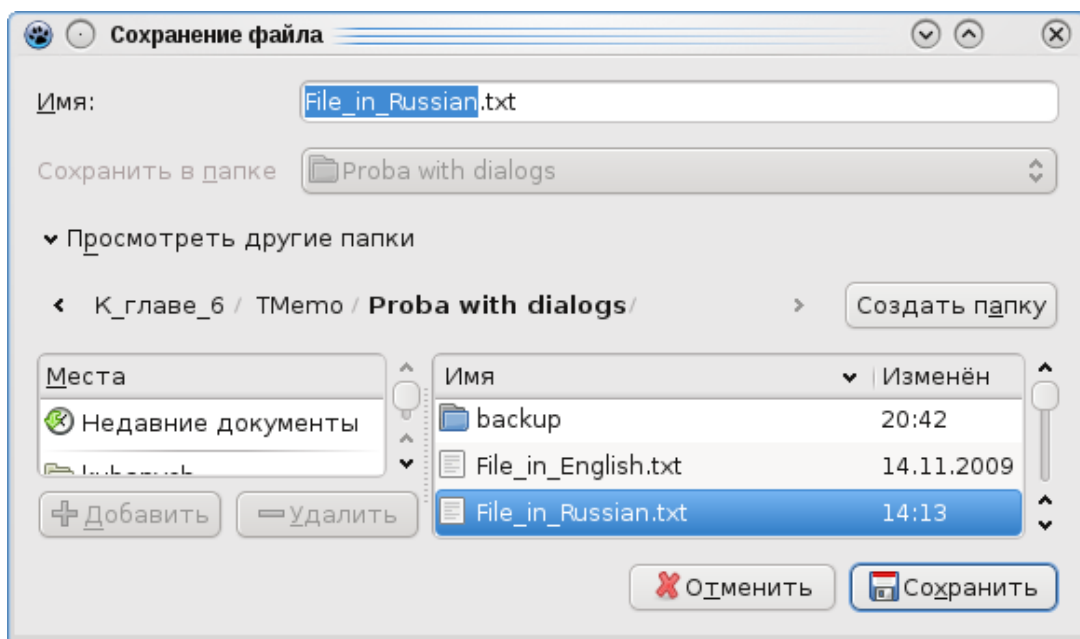 Сохранение файла
Имя: File_in_Russian.txt
Сохранить в папке Proba with dialogs
Просмотреть другие папки
К_главе_6 / TMemo / Proba with dialogs/ Создать папку
Места Имя Изменён
Недавние документы backup 20:42
File_in_English.txt 14.11.2009
File_in_Russian.txt 14:13
Добавить Удалить
Отменить Сохранить